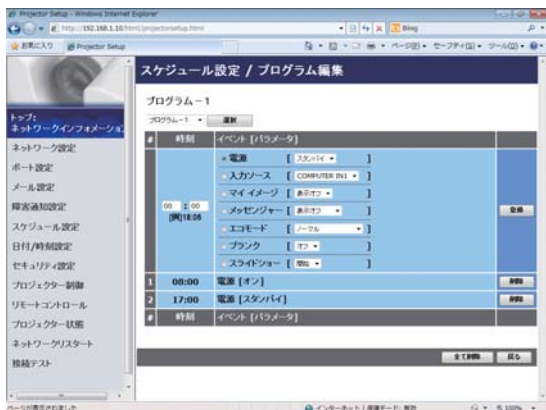 Projector Setup - Windows Internet Explorer
http://192.168.1.10/html/projectorsetup.html
Bing
お気に入り
Projector Setup
ページ(P)
セーフティ(S)
ツール(O)
トップ:
ネットワークインフォメーション
ネットワーク設定
ポート設定
メール設定
障害通知設定
スケジュール設定
日付/時刻設定
セキュリティ設定
プロジェクター制御
リモートコントロール
プロジェクター状態
ネットワークリスタート
接続テスト
スケジュール設定 / プログラム編集
プログラム－1
プログラム－1 選択
# 時刻 イベント [パラメータ]
00 : 00
[例]18:06
電源 [ スタンバイ ]
入力ソース [ COMPUTER IN1 ]
マイ イメージ [ 表示オフ ]
メッセンジャー [ 表示オフ ]
エコモード [ ノーマル ]
ブランク [ オフ ]
スライドショー [ 開始 ]
登録
1 08:00 電源 [オン] 削除
2 17:00 電源 [スタンバイ] 削除
# 時刻 イベント [パラメータ]
全て削除 戻る
ページが表示されました
インターネット | 保護モード: 無効
100%